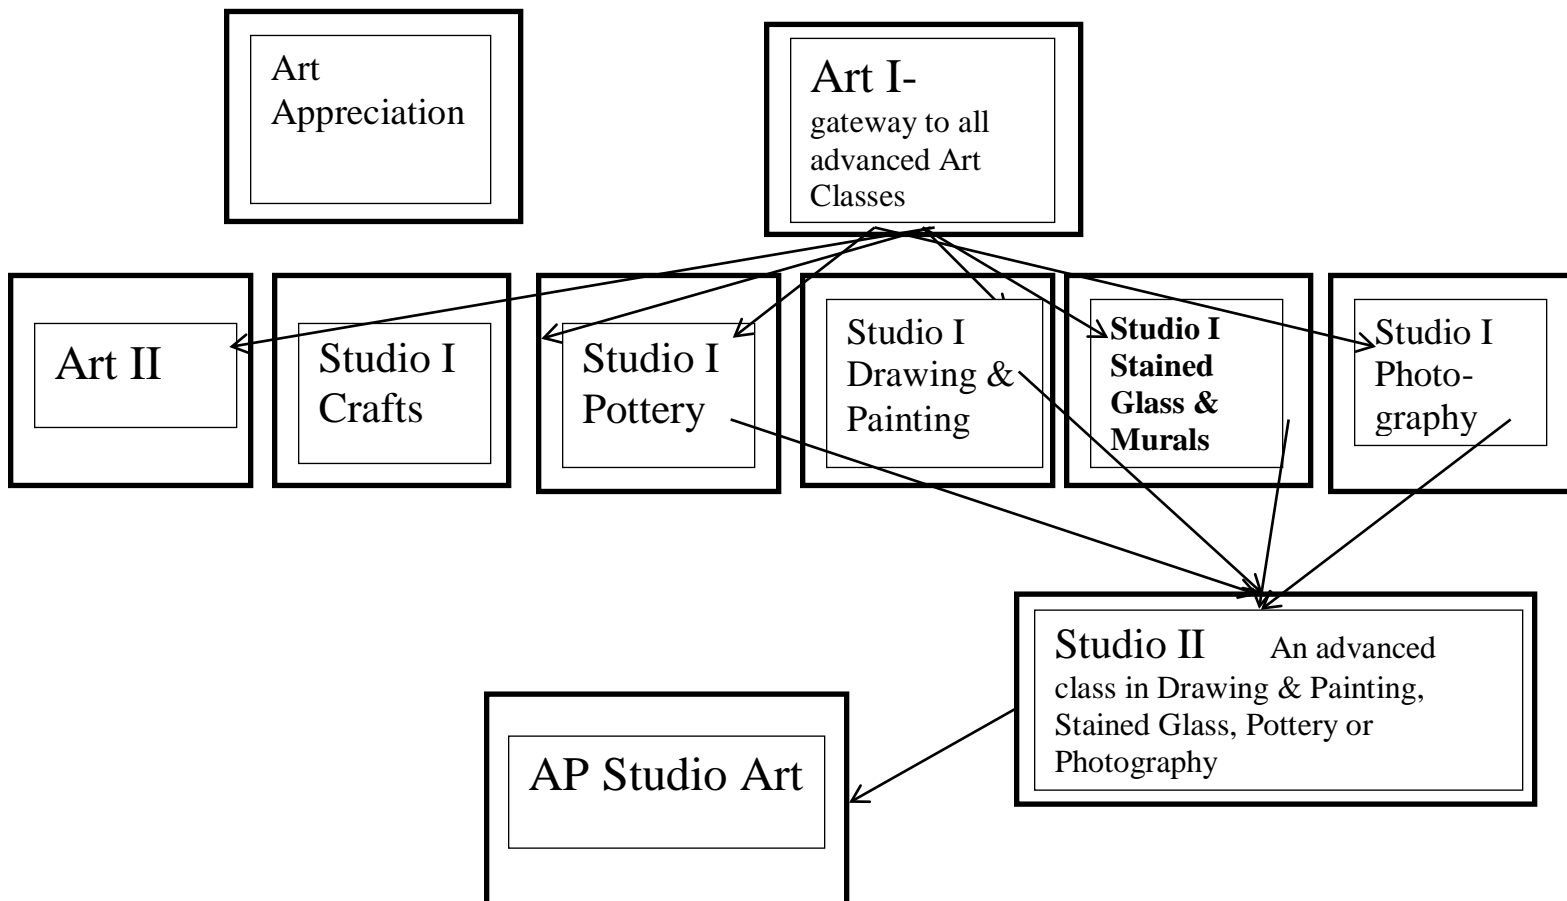 Art
Appreciation
Art I-
gateway to all
advanced Art
Classes
Art II
Studio I
Crafts
Studio I
Pottery
Studio I
Drawing &
Painting
Studio I
Stained
Glass &
Murals
Studio I
Photo-
graphy
Studio II An advanced
class in Drawing & Painting,
Stained Glass, Pottery or
Photography
AP Studio Art